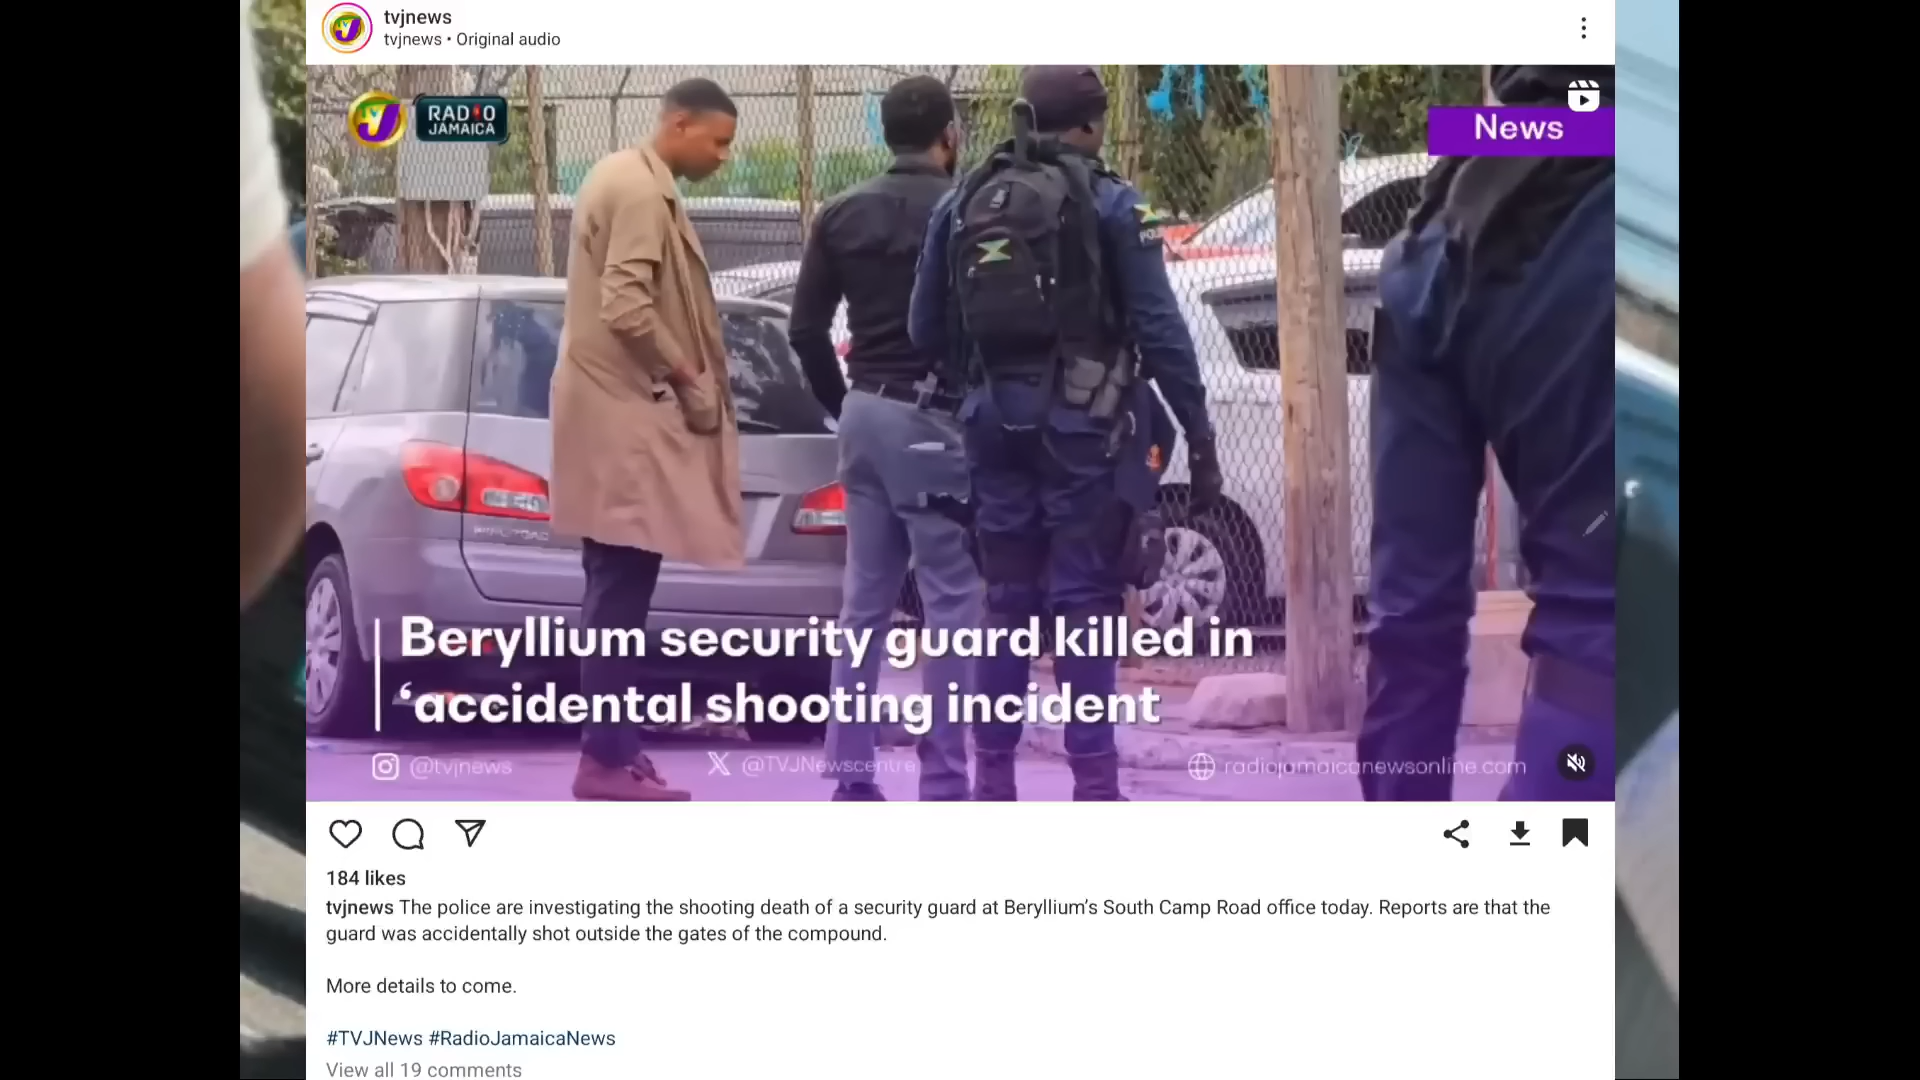 tvjnews
tvjnews • Original audio
RADIO
JAMAICA
News
POLICE
Beryllium security guard killed in
‘accidental shooting incident
@tvjnews
@TVJNewscentre
radiojamaicanewsonline.com
184 likes
tvjnews The police are investigating the shooting death of a security guard at Beryllium’s South Camp Road office today. Reports are that the
guard was accidentally shot outside the gates of the compound.
More details to come.
#TVJNews #RadioJamaicaNews
View all 19 comments